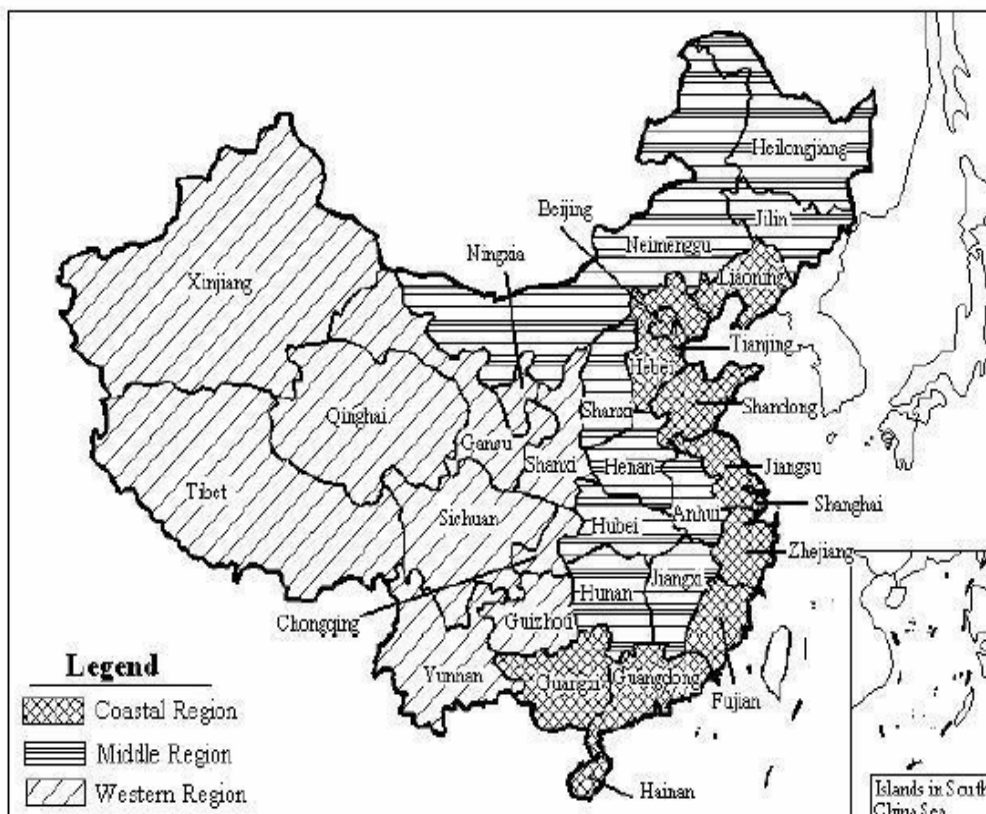 Heilongjiang
Jilin
Beijing
Neimenggu
Ningxia
Liaoning
Xinjiang
Tianjing
Hebei
Shandong
Shanxi
Qinghai
Gansu
Shanxi
Henan
Jiangsu
Tibet
Shanghai
Sichuan
Anhui
Hubei
Zhejiang
Jiangxi
Hunan
Chongqing
Guizhou
Legend
Yunnan
Guangxi
Guangdong
Fujian
Coastal Region
Middle Region
Western Region
Hainan
Islands in South
China Sea